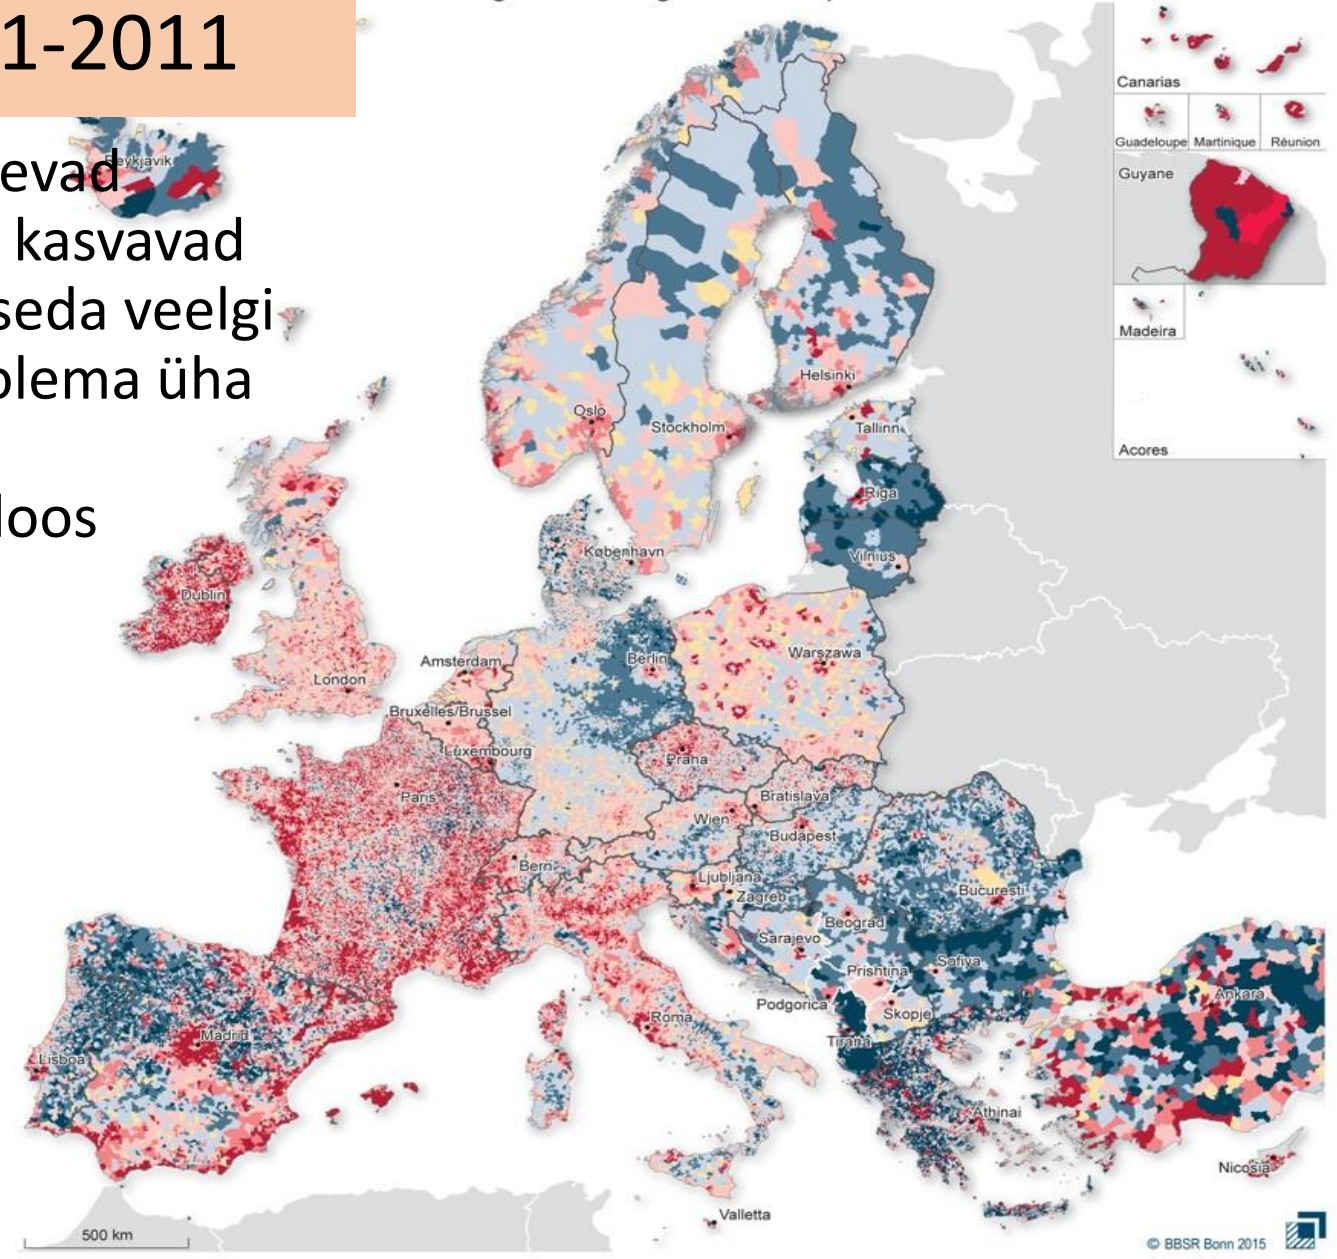 1-2011
evad
kasvavad
seda veelgi
olema üha
loos
Reykjavik
Canarias
Guadeloupe
Martinique
Réunion
Guyane
Madeira
Acores
Helsinki
Oslo
Stockholm
Tallinn
Riga
København
Vilnius
Dublin
Amsterdam
Berlin
Warszawa
London
Bruxelles/Brussel
Luxembourg
Praha
Paris
Bratislava
Wien
Budapest
Bern
Ljubljana
Zagreb
Bucuresti
Beograd
Sarajevo
Sofiya
Prishtina
Ankara
Podgorica
Skopje
Roma
Madrid
Tirana
Lisboa
Athinai
Nicosia
Valletta
500 km
© BBSR Bonn 2015